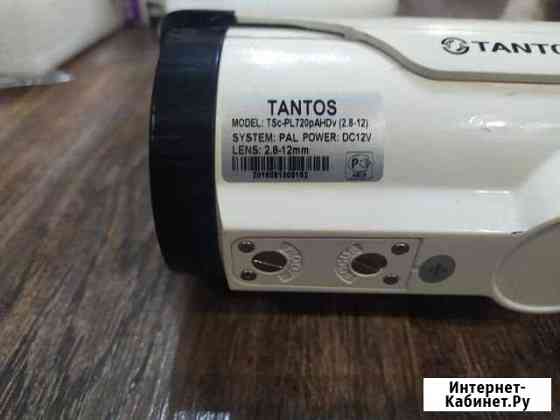 TANTOS
TANTOS
MODEL: TSc-PL720pAHDv (2.8-12)
SYSTEM: PAL POWER: DC12V
LENS: 2.8-12mm
Интернет-
Кабинет.Ру